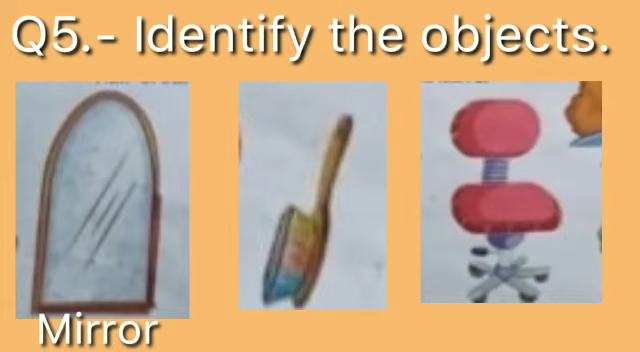 Q5.- Identify the objects.
Mirror